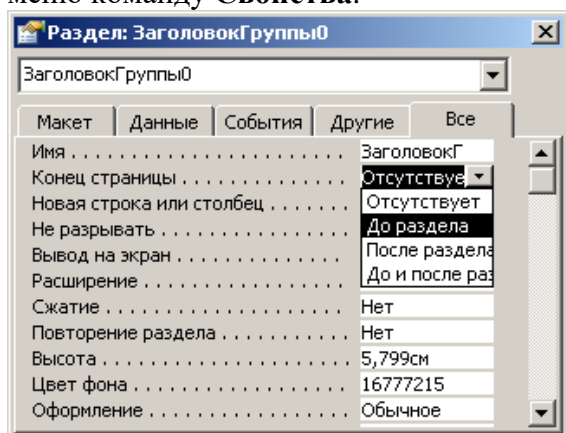 меню команду Свойства.
Раздел: ЗаголовокГруппы0
ЗаголовокГруппы0
Макет Данные События Другие Все
Имя . . . . . . . . . . . . . . . . . . . . . . . ЗаголовокГ
Конец страницы . . . . . . . . . . . . . Отсутствуе
Новая строка или столбец . . . . . . . Отсутствует
Не разрывать . . . . . . . . . . . . . . . До раздела
Вывод на экран . . . . . . . . . . . . . . После раздела
Расширение . . . . . . . . . . . . . . . . До и после раз
Сжатие . . . . . . . . . . . . . . . . . . . . Нет
Повторение раздела . . . . . . . . . . Нет
Высота . . . . . . . . . . . . . . . . . . . . 5,799см
Цвет фона . . . . . . . . . . . . . . . . . 16777215
Оформление . . . . . . . . . . . . . . . . Обычное